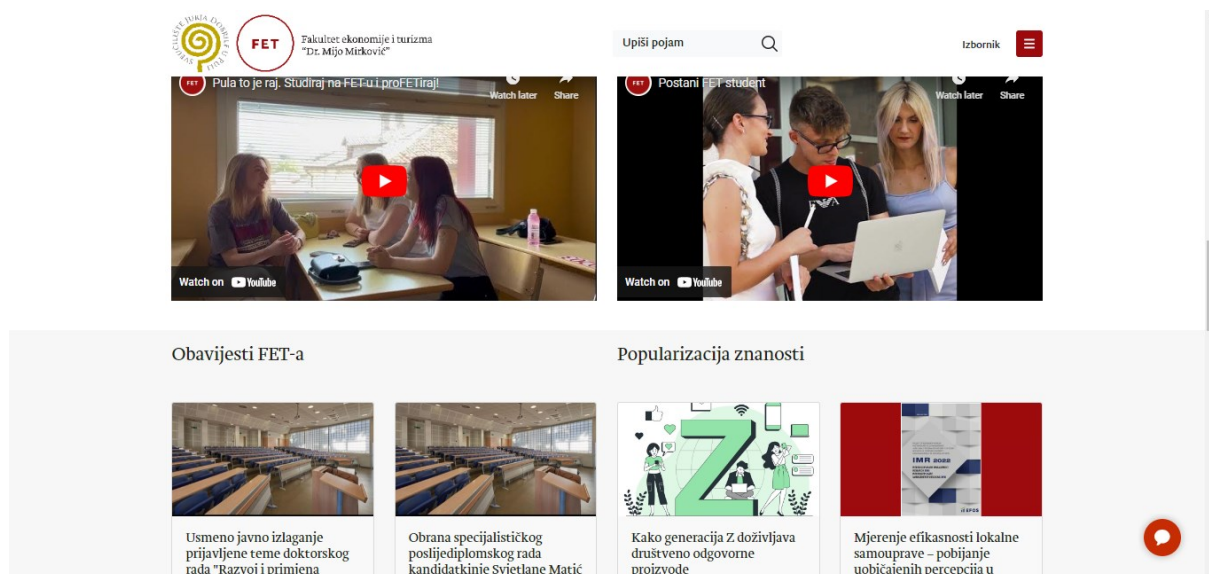 SVEUČILIŠTE JURJA DOBRILE U PULI
FET
Fakultet ekonomije i turizma
"Dr. Mijo Mirković"
Upiši pojam
Izbornik
FET
Pula to je raj. Studiraj na FET-u i proFETiraj!
Watch later
Share
Watch on YouTube
FET
Postani FET student
Watch later
Share
Watch on YouTube
Obavijesti FET-a
Popularizacija znanosti
Usmeno javno izlaganje
prijavljene teme doktorskog
rada "Razvoj i primjena
Obrana specijalističkog
poslijediplomskog rada
kandidatkinje Svjetlane Matić
Z
Kako generacija Z doživljava
društveno odgovorne
proizvode
IMR 2022
EFOS
Mjerenje efikasnosti lokalne
samouprave – pobijanje
uobičajenih percepcija u